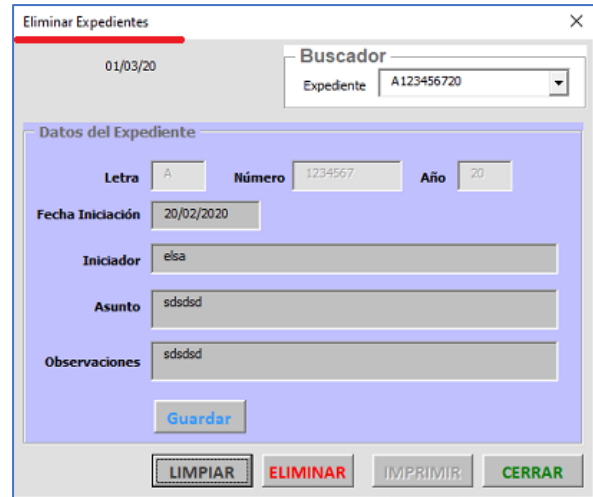 Eliminar Expedientes
01/03/20
Buscador
Expediente A123456720
Datos del Expediente
Letra A Número 1234567 Año 20
Fecha Iniciación 20/02/2020
Iniciador elsa
Asunto sdsdsd
Observaciones sdsdsd
Guardar
LIMPIAR ELIMINAR IMPRIMIR CERRAR